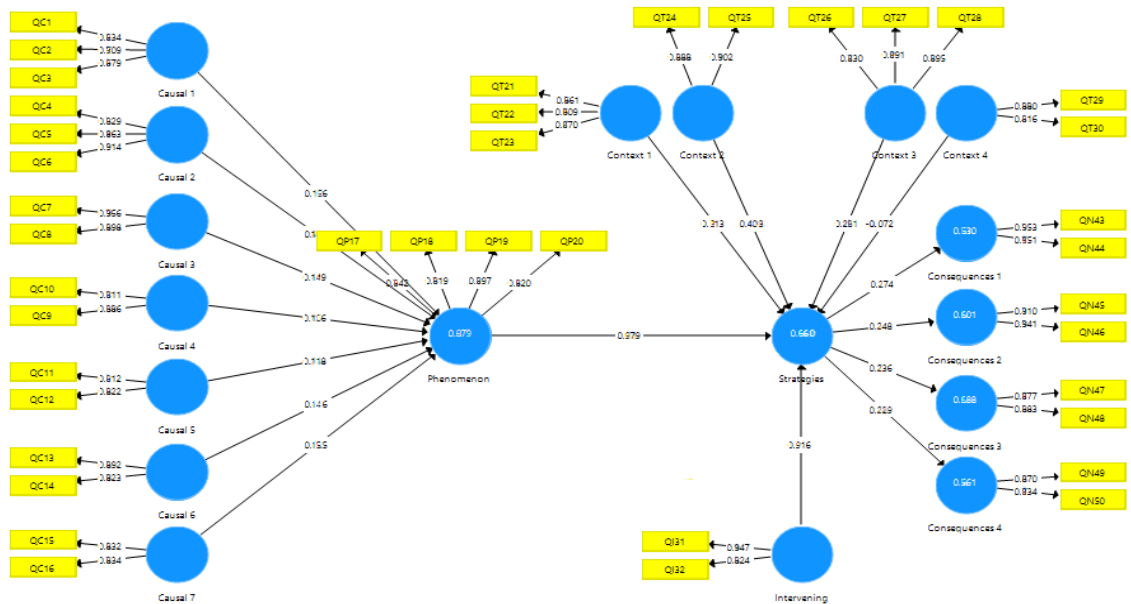 QC1
0.834
QC2
0.909
QC3
0.879
Causal 1
QC4
0.829
QC5
0.863
QC6
0.914
Causal 2
QC7
0.956
QC8
0.898
Causal 3
QC10
0.811
QC9
0.886
Causal 4
QC11
0.812
QC12
0.822
Causal 5
QC13
0.892
QC14
0.823
Causal 6
QC15
0.832
QC16
0.834
Causal 7
0.149
0.118
0.146
0.155
QP17
QP18
QP19
QP20
0.842
0.819
0.897
0.820
0.879
Phenomenon
0.979
QT21
0.861
QT22
0.809
QT23
0.870
Context 1
QT24
QT25
0.888
0.902
Context 2
QT26
QT27
QT28
0.830
0.891
0.895
Context 3
QT29
0.880
QT30
0.816
Context 4
0.313
0.403
-0.072
0.660
Strategies
0.274
0.248
0.236
0.229
0.916
0.530
Consequences 1
QN43
0.953
QN44
0.951
0.601
Consequences 2
QN45
0.910
QN46
0.941
0.688
Consequences 3
QN47
0.877
QN48
0.883
0.561
Consequences 4
QN49
0.870
QN50
0.834
QI31
0.947
QI32
0.824
Intervening